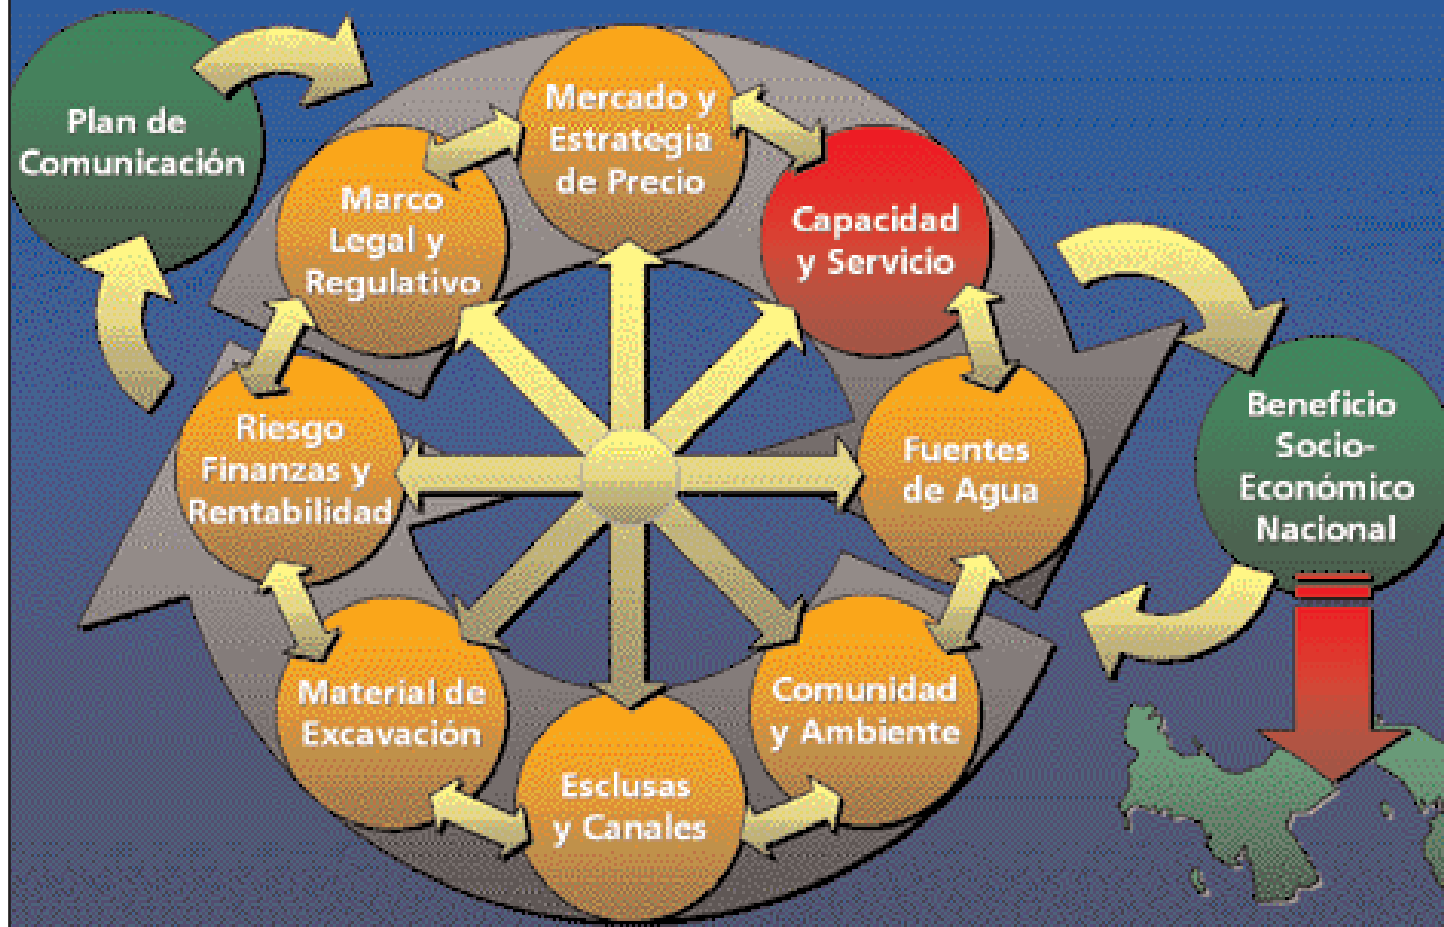 Plan de
Comunicación
Mercado y
Estrategia
de Precio
Marco
Legal y
Regulativo
Capacidad
y Servicio
Riesgo
Finanzas y
Rentabilidad
Fuentes
de Agua
Beneficio
Socio-
Económico
Nacional
Material de
Excavación
Comunidad
y Ambiente
Esclusas
y Canales